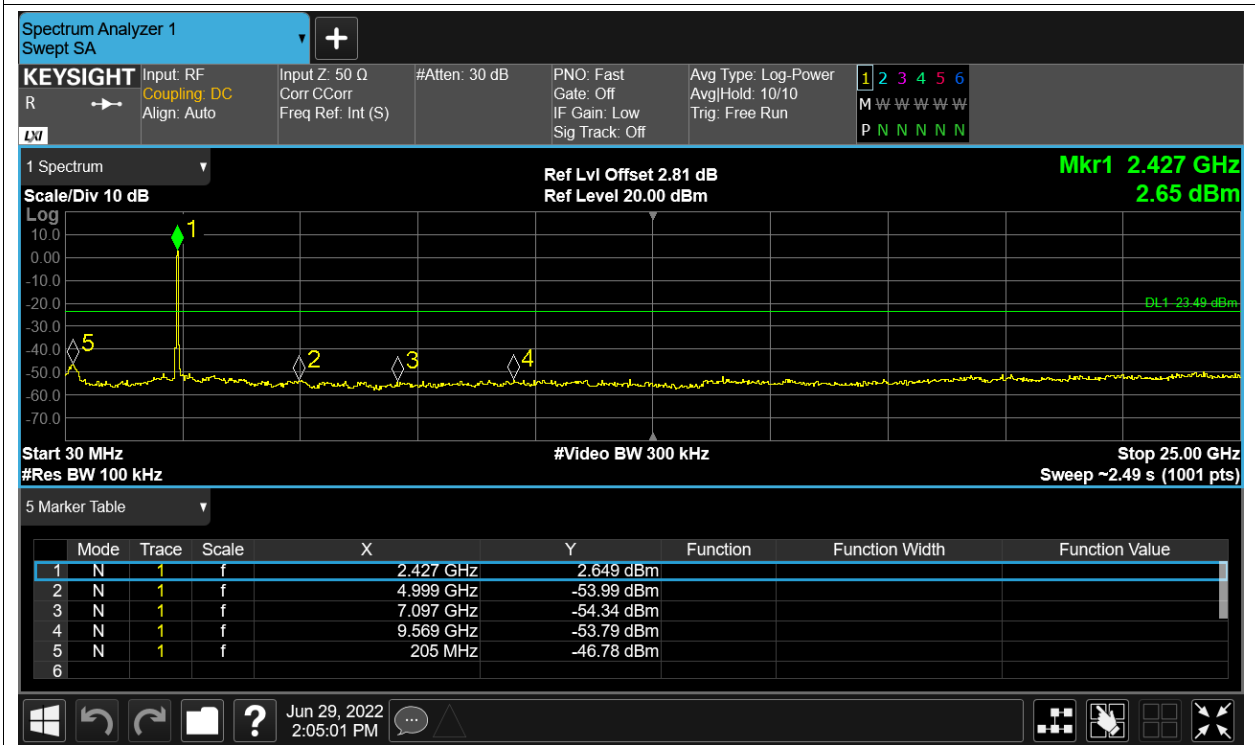 Spectrum Analyzer 1
Swept SA
KEYSIGHT Input: RF Input Z: 50 Ω #Atten: 30 dB PNO: Fast Avg Type: Log-Power 1 2 3 4 5 6
R Coupling: DC Corr CCorr Gate: Off Avg|Hold: 10/10 M W W W W W
Align: Auto Freq Ref: Int (S) IF Gain: Low Trig: Free Run
LXI Sig Track: Off P N N N N N
1 Spectrum Ref Lvl Offset 2.81 dB Mkr1 2.427 GHz
Scale/Div 10 dB Ref Level 20.00 dBm 2.65 dBm
Log
10.0 1
0.00
-10.0
-20.0 DL1 -23.49 dBm
-30.0
-40.0 5
-50.0 2 3 4
-60.0
-70.0
Start 30 MHz #Video BW 300 kHz Stop 25.00 GHz
#Res BW 100 kHz Sweep ~2.49 s (1001 pts)
5 Marker Table
Mode Trace Scale X Y Function Function Width Function Value
1 N 1 f 2.427 GHz 2.649 dBm
2 N 1 f 4.999 GHz -53.99 dBm
3 N 1 f 7.097 GHz -54.34 dBm
4 N 1 f 9.569 GHz -53.79 dBm
5 N 1 f 205 MHz -46.78 dBm
6
? Jun 29, 2022
2:05:01 PM